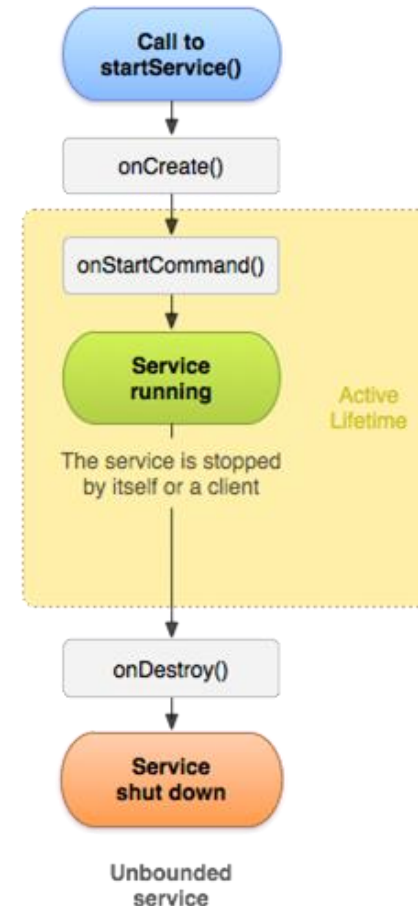 Call to
startService()
onCreate()
onStartCommand()
Service
running
Active
Lifetime
The service is stopped
by itself or a client
onDestroy()
Service
shut down
Unbounded
service